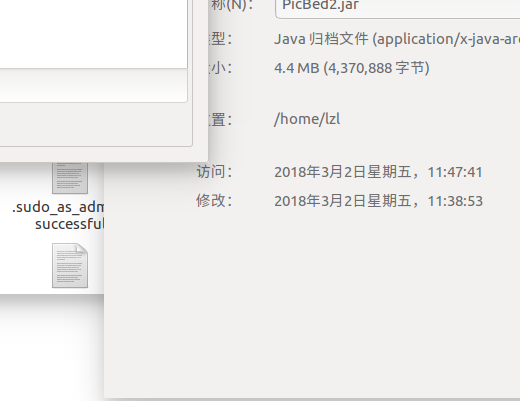 称(N)： PicBed2.jar
类型： Java 归档文件 (application/x-java-arc
大小： 4.4 MB (4,370,888 字节)
位置： /home/lzl
访问： 2018年3月2日星期五，11:47:41
修改： 2018年3月2日星期五，11:38:53
.sudo_as_adm
successful